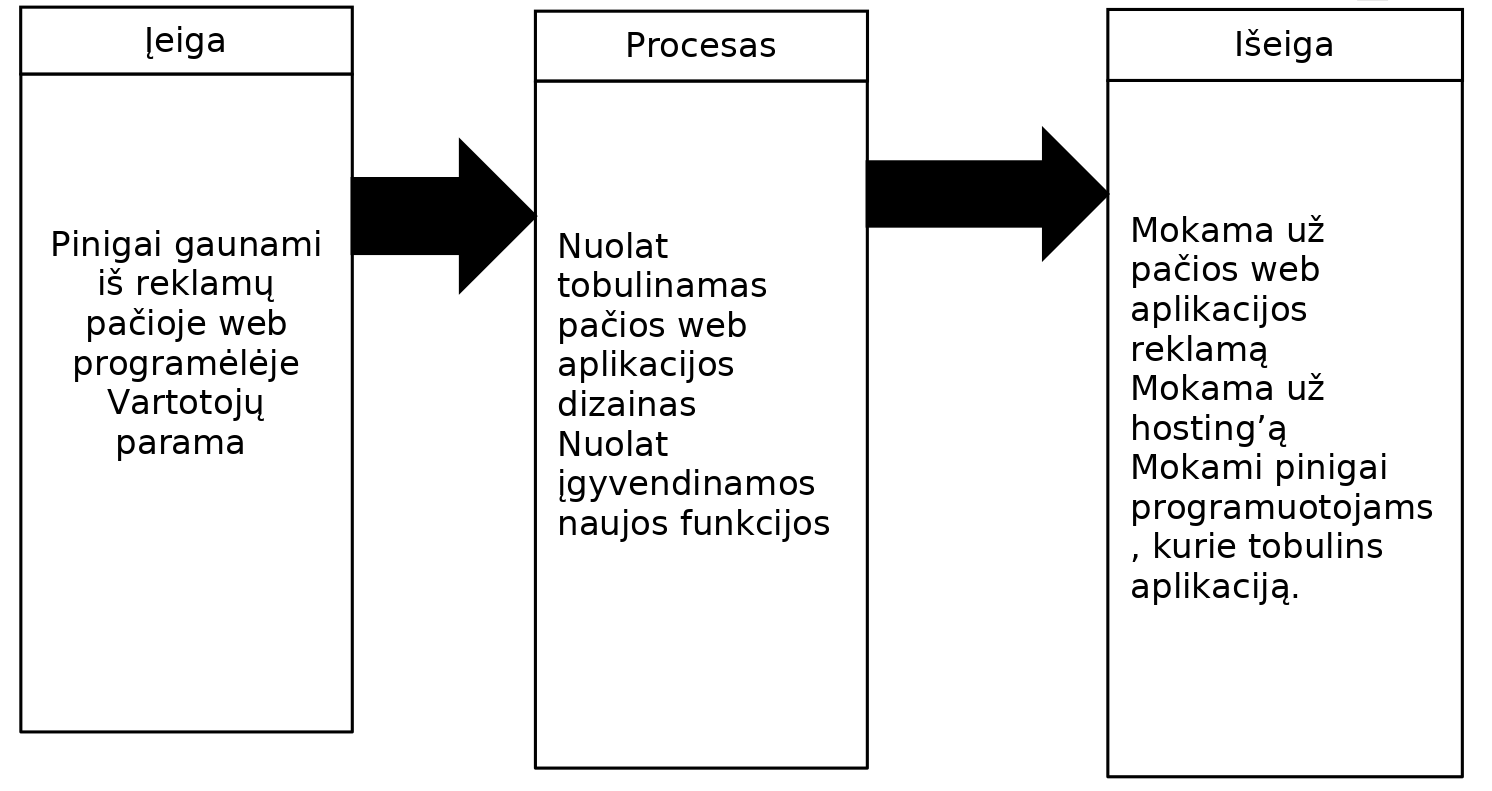 Įeiga
Pinigai gaunami
iš reklamų
pačioje web
programėlėje
Vartotojų
parama
Procesas
Nuolat
tobulinamas
pačios web
aplikacijos
dizainas
Nuolat
įgyvendinamos
naujos funkcijos
Išeiga
Mokama už
pačios web
aplikacijos
reklamą
Mokama už
hosting’ą
Mokami pinigai
programuotojams
, kurie tobulins
aplikaciją.